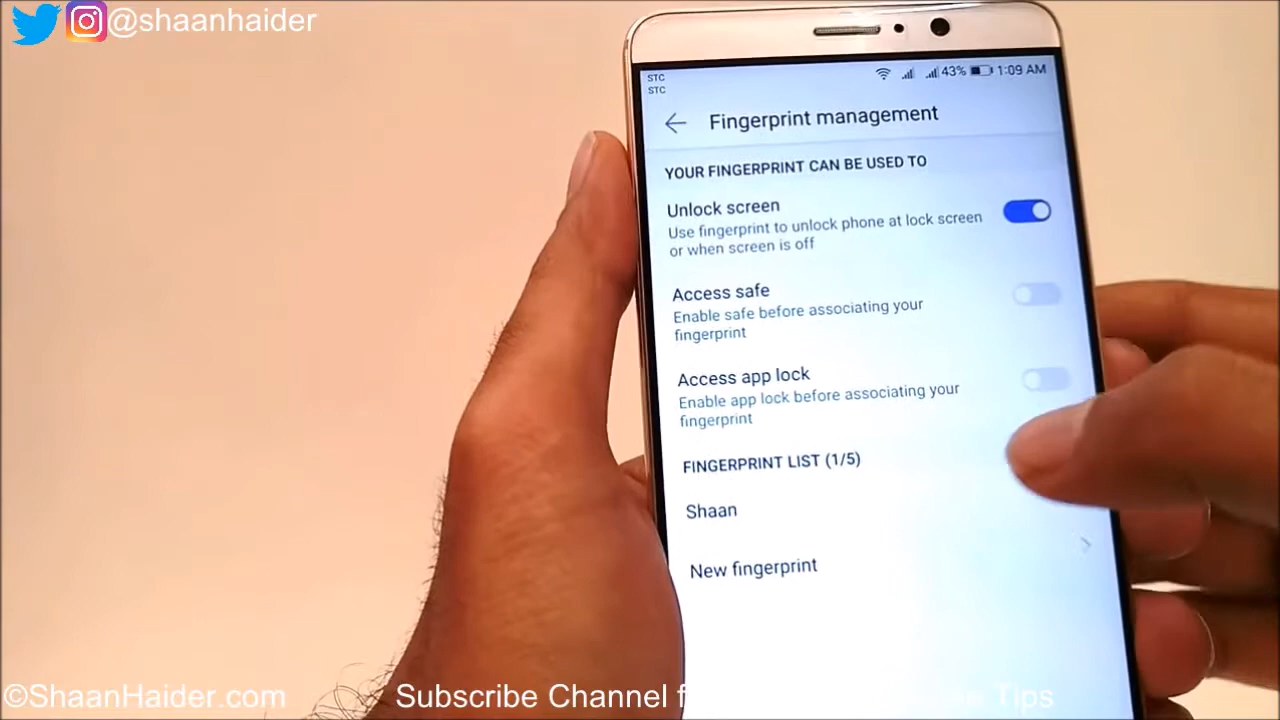 @shaanhaider
STC
STC
43% 1:09 AM
Fingerprint management
YOUR FINGERPRINT CAN BE USED TO
Unlock screen
Use fingerprint to unlock phone at lock screen
or when screen is off
Access safe
Enable safe before associating your
fingerprint
Access app lock
Enable app lock before associating your
fingerprint
FINGERPRINT LIST (1/5)
Shaan
New fingerprint
©ShaanHaider.com
Subscribe Channel Tips